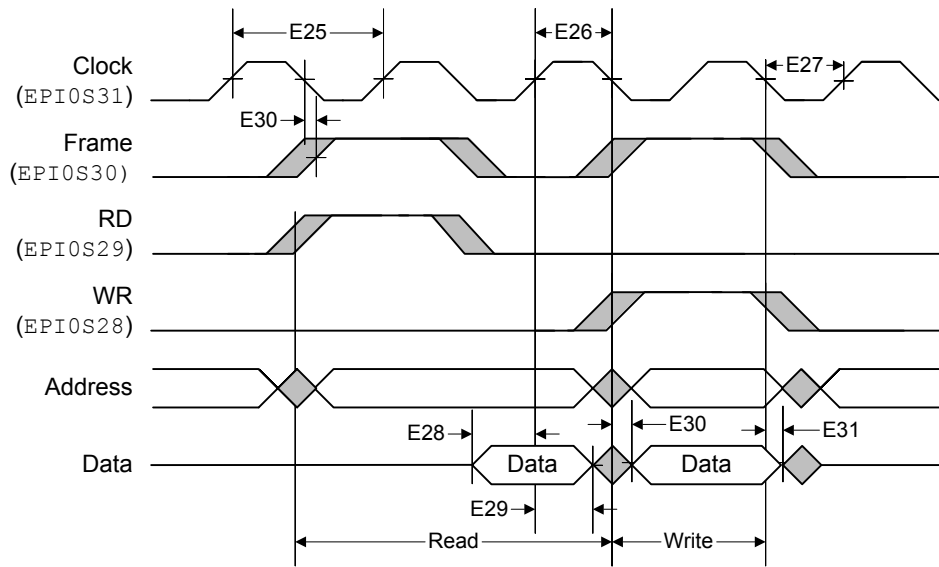 E25
E26
Clock
(EPI0S31)
E27
E30
Frame
(EPI0S30)
RD
(EPI0S29)
WR
(EPI0S28)
Address
E28
E30
E31
Data
Data
Data
E29
Read
Write